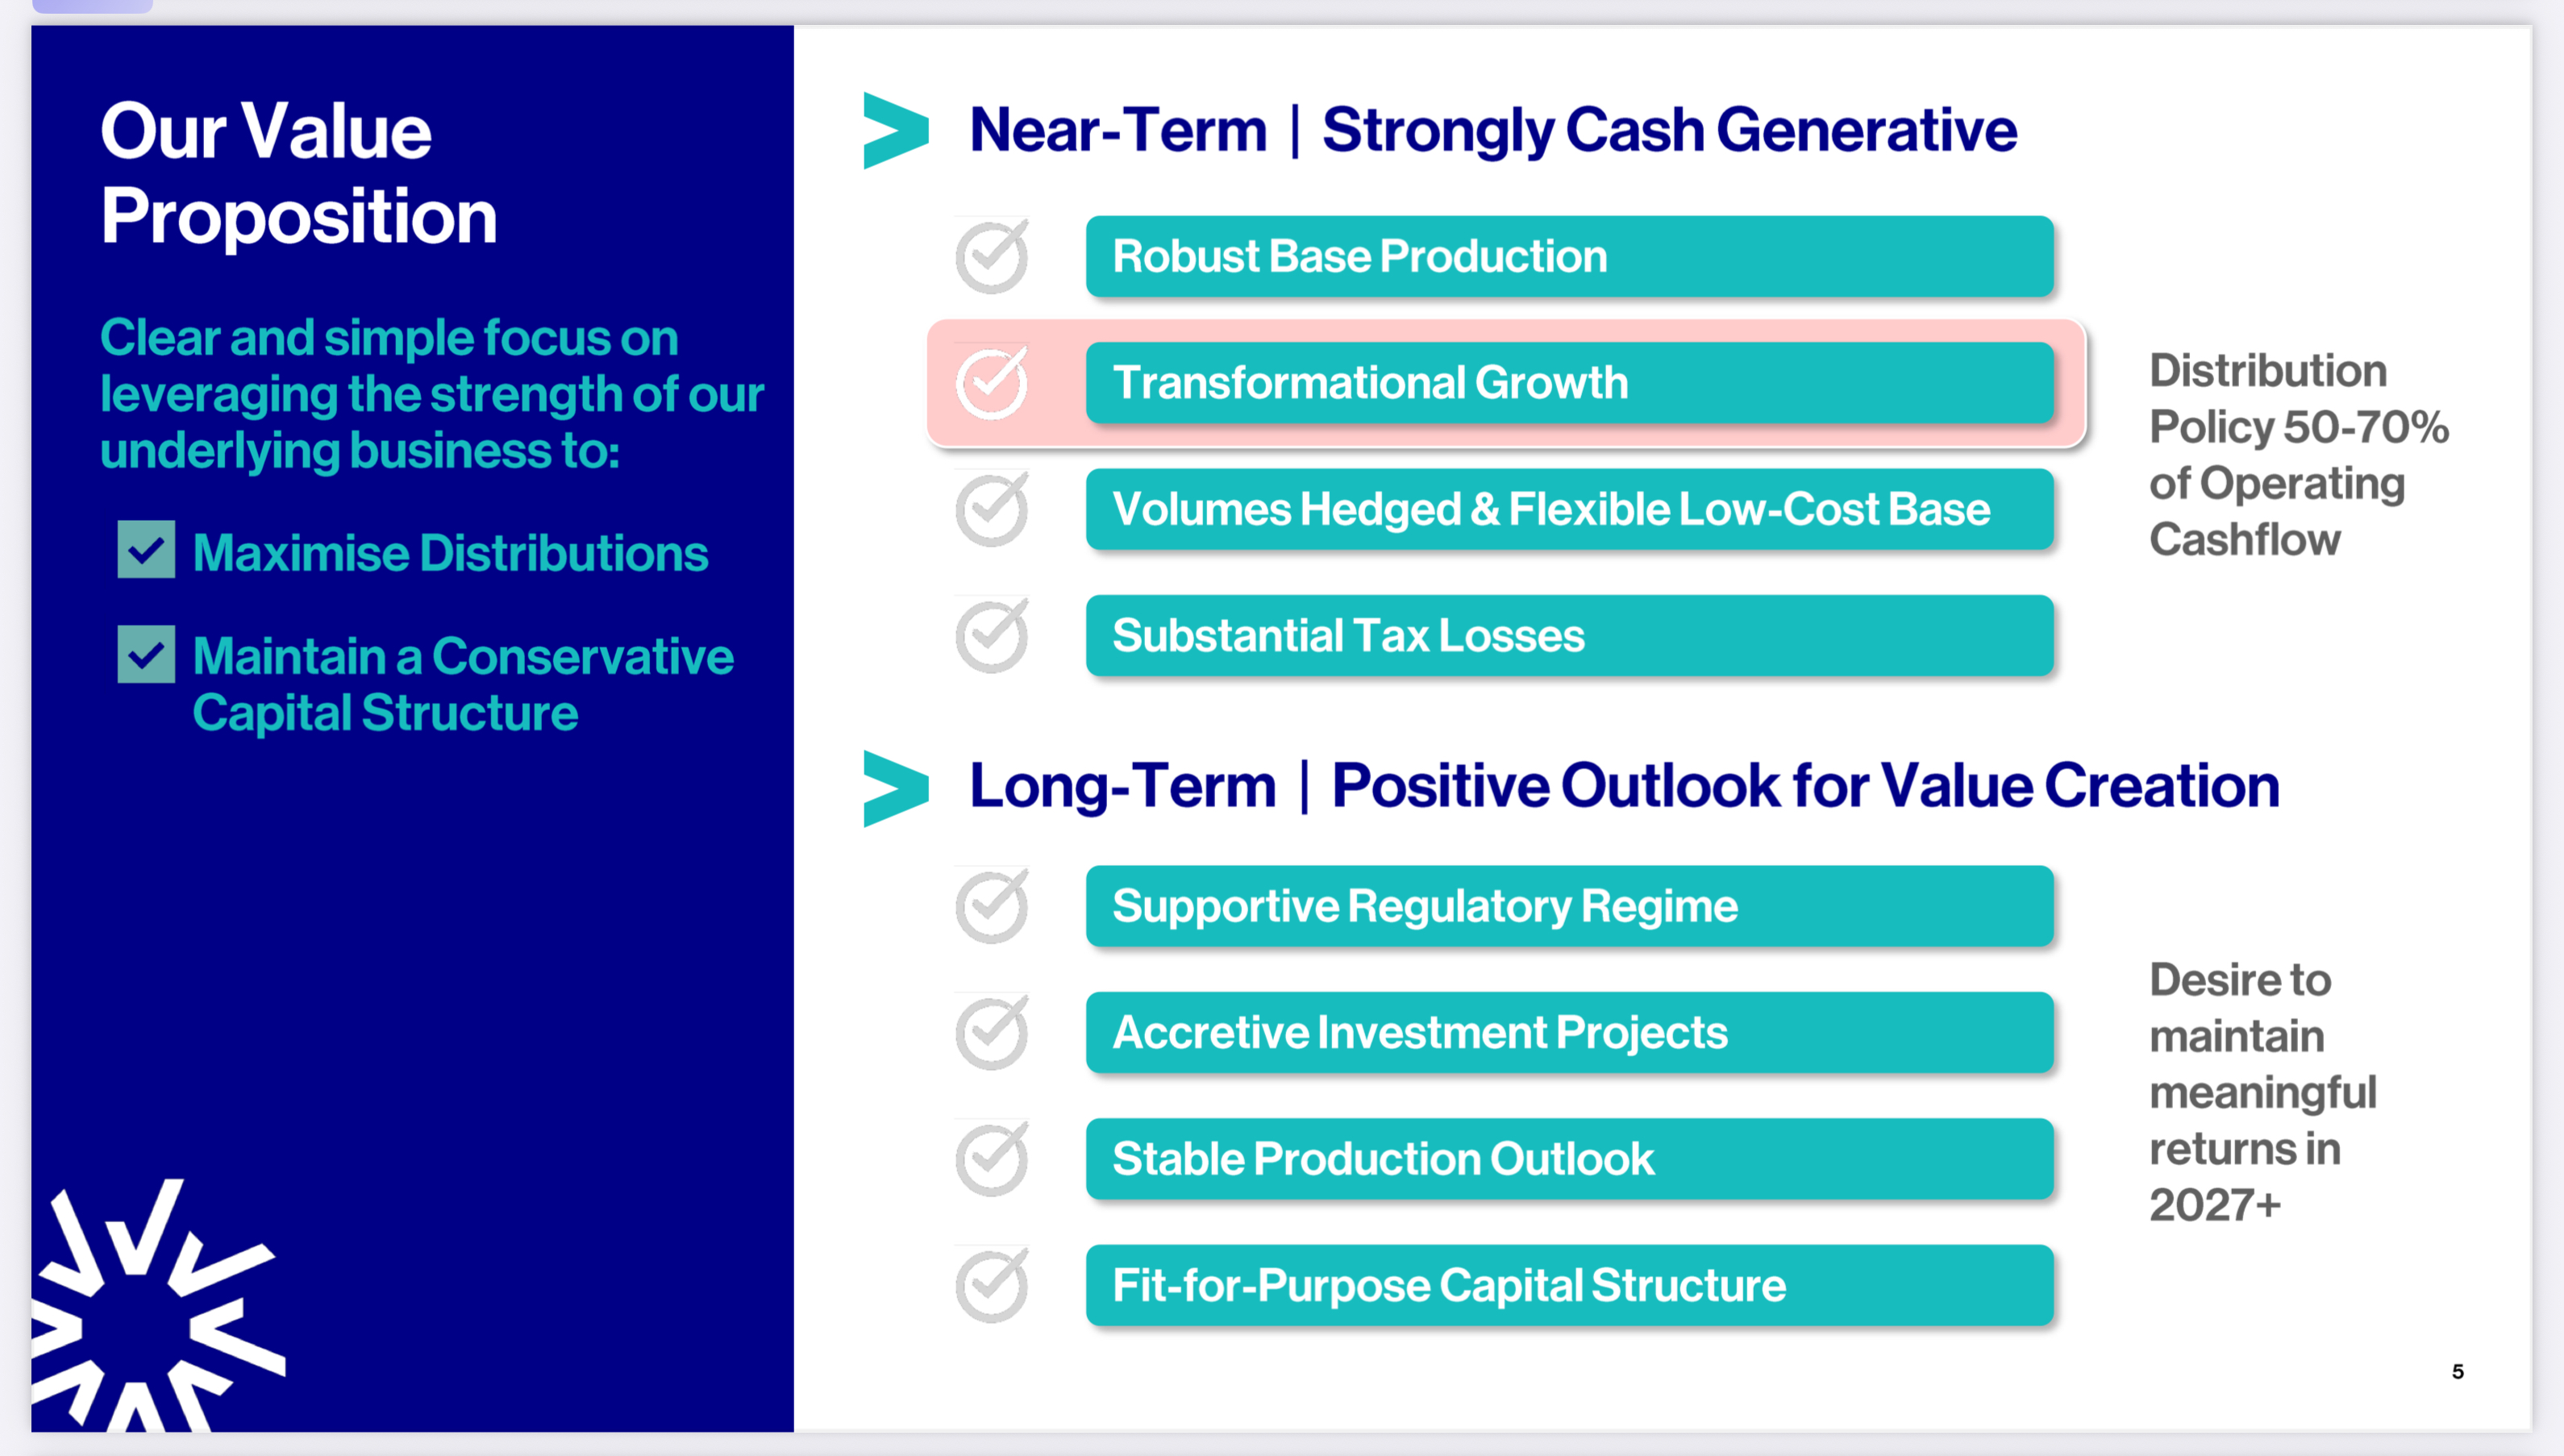 Our Value
Proposition
Clear and simple focus on
leveraging the strength of our
underlying business to:
Maximise Distributions
Maintain a Conservative
Capital Structure
Near-Term | Strongly Cash Generative
Robust Base Production
Transformational Growth
Volumes Hedged & Flexible Low-Cost Base
Substantial Tax Losses
Distribution
Policy 50-70%
of Operating
Cashflow
Long-Term | Positive Outlook for Value Creation
Supportive Regulatory Regime
Accretive Investment Projects
Stable Production Outlook
Fit-for-Purpose Capital Structure
Desire to
maintain
meaningful
returns in
2027+
5